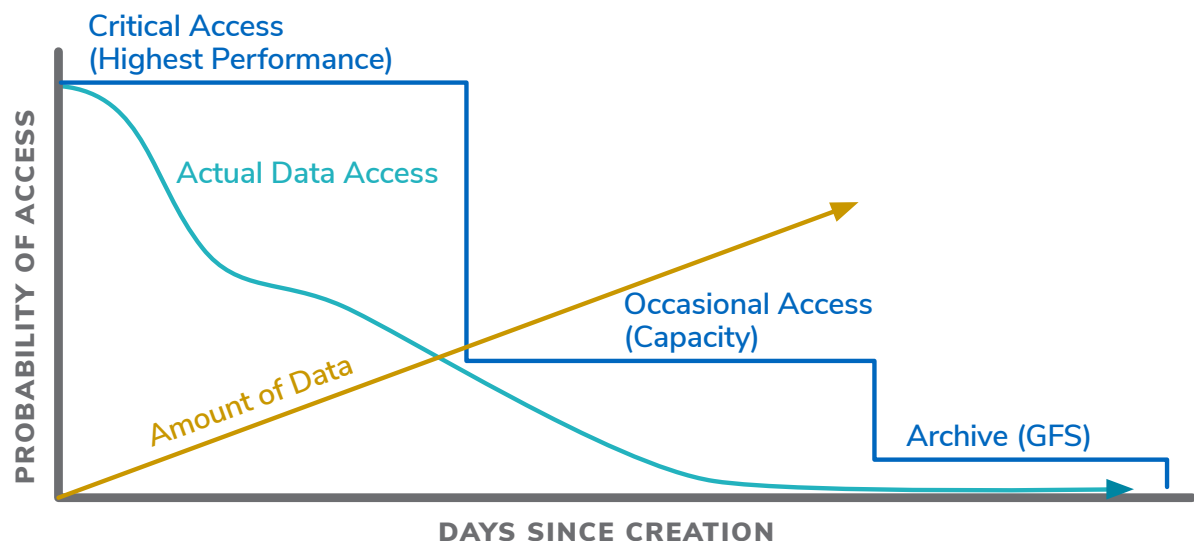 Critical Access
(Highest Performance)
Actual Data Access
Occasional Access
(Capacity)
Amount of Data
Archive (GFS)
PROBABILITY OF ACCESS
DAYS SINCE CREATION